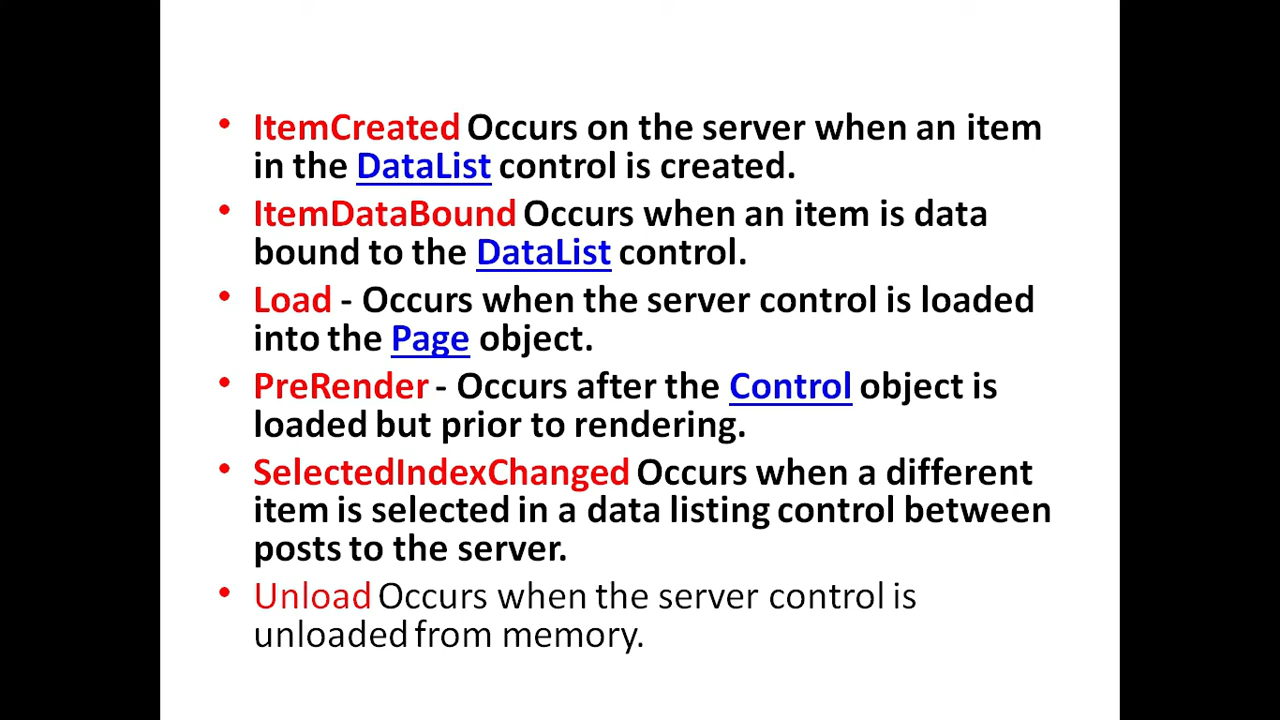 • ItemCreated Occurs on the server when an item
in the DataList control is created.
• ItemDataBound Occurs when an item is data
bound to the DataList control.
• Load - Occurs when the server control is loaded
into the Page object.
• PreRender - Occurs after the Control object is
loaded but prior to rendering.
• SelectedIndexChanged Occurs when a different
item is selected in a data listing control between
posts to the server.
• Unload Occurs when the server control is
unloaded from memory.